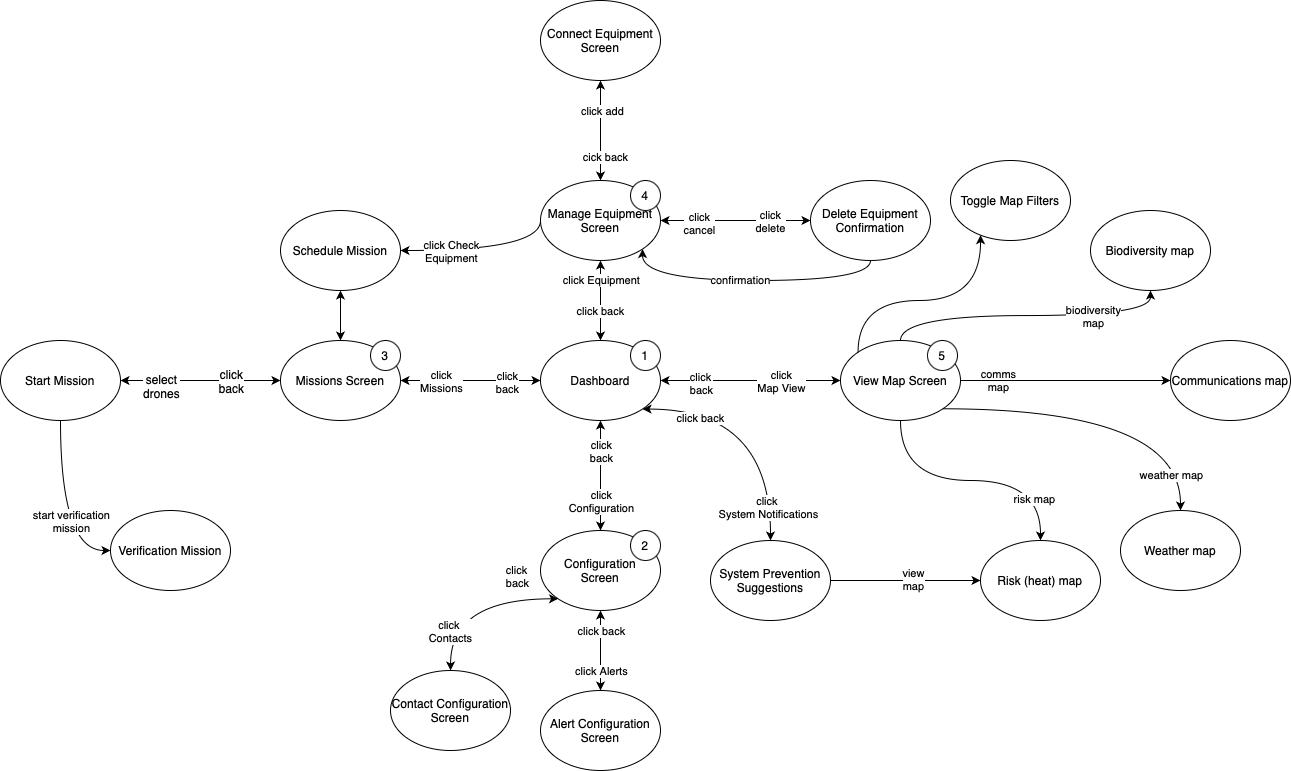 Connect Equipment
Screen
click add
cick back
4
Manage Equipment
Screen
click
cancel
click
delete
Delete Equipment
Confirmation
Toggle Map Filters
Schedule Mission
click Check
Equipment
Biodiversity map
click Equipment
confirmation
click back
biodiversity
map
Start Mission
select
drones
click
back
3
Missions Screen
click
Missions
click
back
1
Dashboard
click
back
click
Map View
5
View Map Screen
comms
map
Communications map
click back
click
back
weather map
click
Configuration
click
System Notifications
risk map
start verification
mission
Verification Mission
2
Configuration
Screen
Weather map
click
back
System Prevention
Suggestions
view
map
Risk (heat) map
click
Contacts
click back
click Alerts
Contact Configuration
Screen
Alert Configuration
Screen